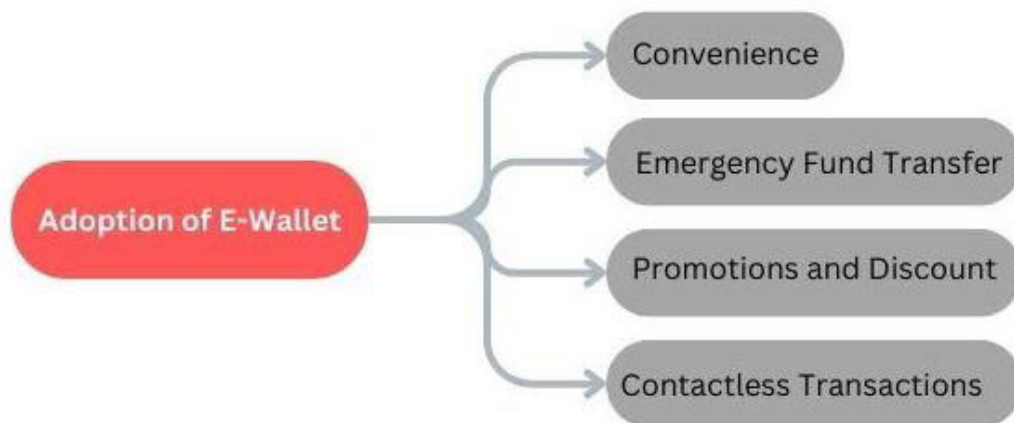 Convenience
Emergency Fund Transfer
Adoption of E-Wallet
Promotions and Discount
Contactless Transactions